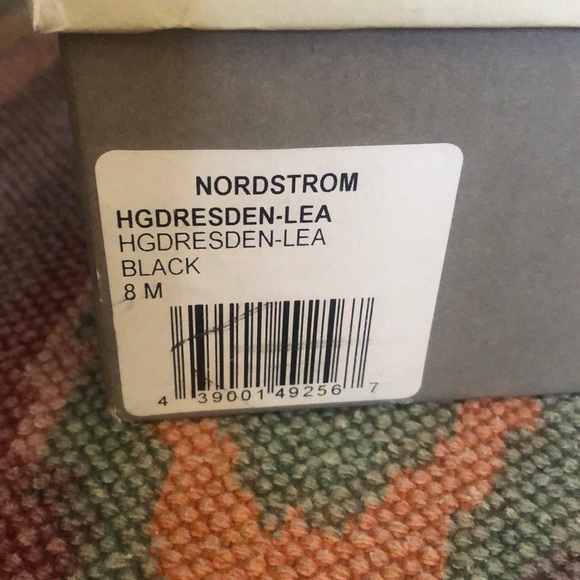 NORDSTROM
HGDRESDEN-LEA
HGDRESDEN-LEA
BLACK
8 M
4 39001 49256 7